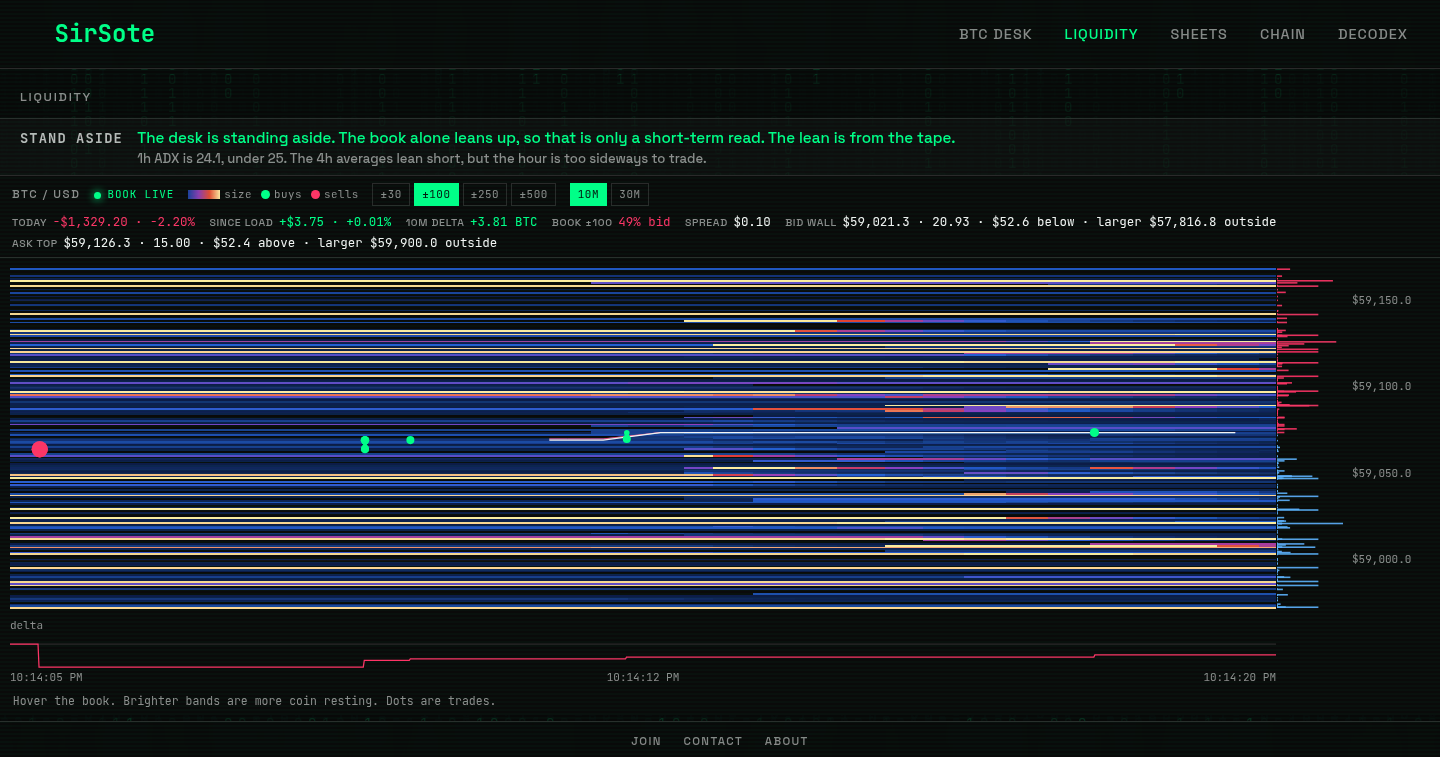 SirSote
BTC DESK LIQUIDITY SHEETS CHAIN DECODEX
LIQUIDITY
STAND ASIDE The desk is standing aside. The book alone leans up, so that is only a short-term read. The lean is from the tape.
1h ADX is 24.1, under 25. The 4h averages lean short, but the hour is too sideways to trade.
BTC / USD BOOK LIVE size buys sells ±30 ±100 ±250 ±500 10M 30M
TODAY -$1,329.20 · -2.20% SINCE LOAD +$3.75 · +0.01% 10M DELTA +3.81 BTC BOOK ±100 49% bid SPREAD $0.10 BID WALL $59,021.3 · 20.93 · $52.6 below · larger $57,816.8 outside
ASK TOP $59,126.3 · 15.00 · $52.4 above · larger $59,900.0 outside
$59,150.0
$59,100.0
$59,050.0
$59,000.0
delta
10:14:05 PM 10:14:12 PM 10:14:20 PM
Hover the book. Brighter bands are more coin resting. Dots are trades.
JOIN CONTACT ABOUT